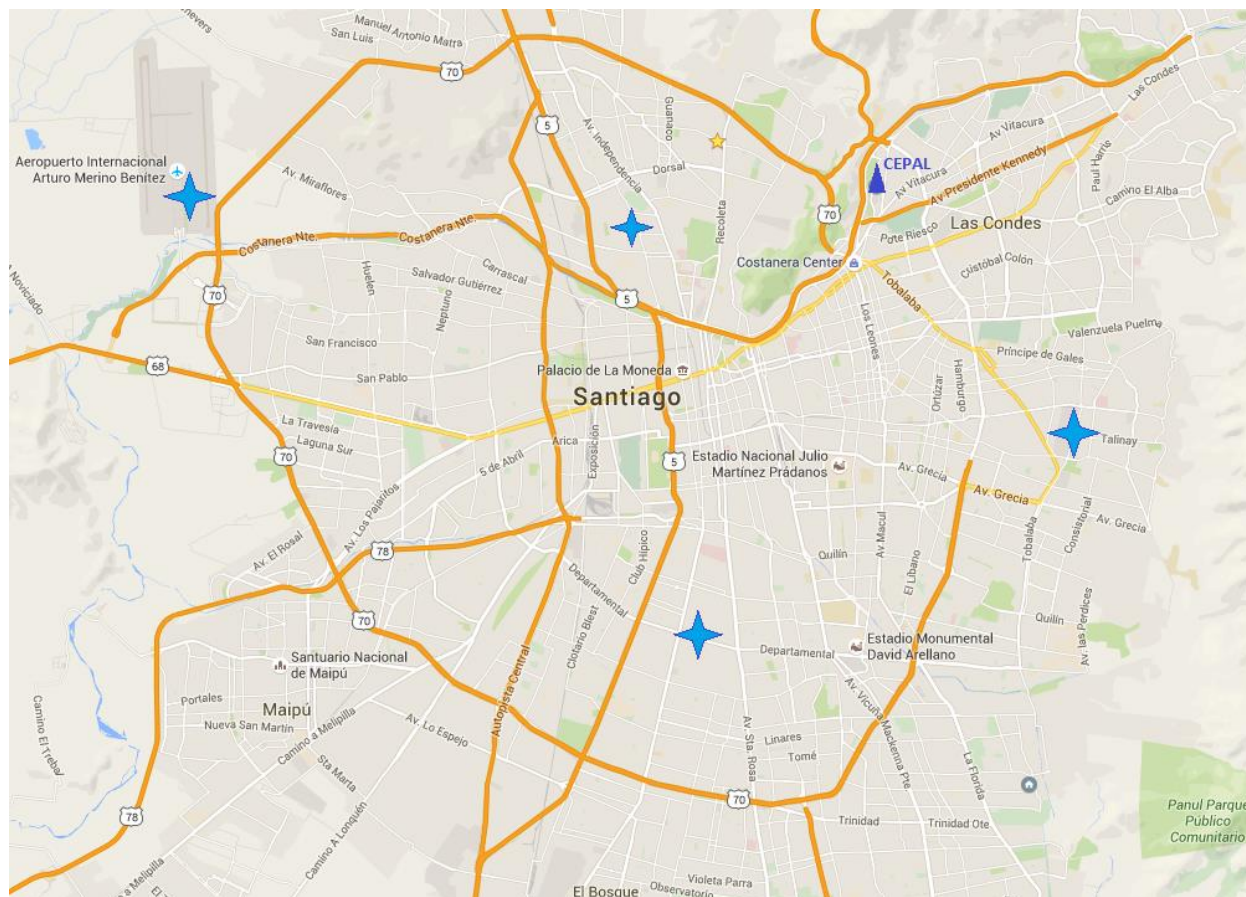 Manuel Antonio Matra
San Luis
70
5
Guanaco
Av. Independencia
Dorsal
Las Condes
Av Vitacura
Aeropuerto Internacional
Arturo Merino Benítez
Av. Miraflores
Recoleta
CEPAL
Av Vitacura
Av Presidente Kennedy
Paul Harris
Camino El Alba
70
Costanera Nte.
Costanera Nte.
Pote Riesco
Las Condes
Costanera Center
Cristóbal Colón
Tobalaba
l Noviciado
Huelen
Carrascal
Salvador Gutiérrez
Neptuno
70
5
Los Leones
Valenzuela Puelma
San Francisco
Príncipe de Gales
68
San Pablo
Palacio de La Moneda
Santiago
Ortúzar
Hamburgo
La Travesía
Laguna Sur
Arica
Exposición
5 de Abril
Talinay
70
5
Estadio Nacional Julio
Martínez Prádanos
Av. Grecia
Av. Grecia
Av. Grecia
Av. Los Pajaritos
Av. El Rosal
78
Club Hípico
Quilín
Av. Macul
El Líbano
Tobalaba
Consistorial
Departamental
Clotario Blest
70
Quilín
Estadio Monumental
David Arellano
Departamental
Av. las Perdices
Santuario Nacional
de Maipú
Portales
Maipú
Nueva San Martín
Camino a Melipilla
Av. Lo Espejo
Autopista Central
Camino El Trebal
Sta Marta
Av. Sta. Rosa
Linares
Tomé
Av. Vicuña Mackenna Pte
La Florida
70
78
Camino A Lonquén
Trinidad
Trinidad Ote
Panul Parque
Público
Comunitario
o a Melipilla
Violeta Parra
El Bosque
Observatorio